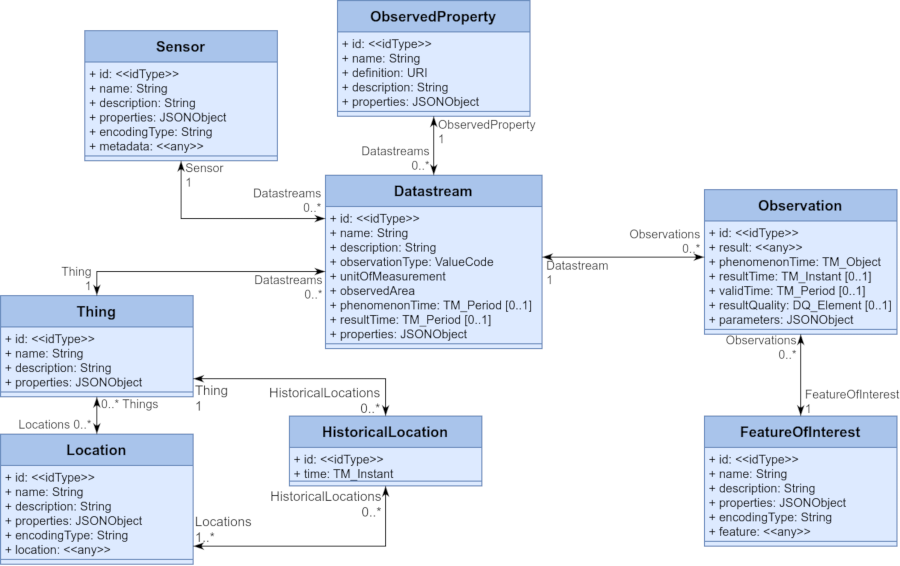 ObservedProperty
+ id: <<idType>>
+ name: String
+ definition: URI
+ description: String
+ properties: JSONObject
Sensor
+ id: <<idType>>
+ name: String
+ description: String
+ properties: JSONObject
+ encodingType: String
+ metadata: <<any>>
ObservedProperty
1
Datastreams
0..*
Sensor
1
Datastreams
0..*
Datastream
+ id: <<idType>>
+ name: String
+ description: String
+ observationType: ValueCode
+ unitOfMeasurement
+ observedArea
+ phenomenonTime: TM_Period [0..1]
+ resultTime: TM_Period [0..1]
+ properties: JSONObject
Observations
0..*
Datastream
1
Observation
+ id: <<idType>>
+ result: <<any>>
+ phenomenonTime: TM_Object
+ resultTime: TM_Instant [0..1]
+ validTime: TM_Period [0..1]
+ resultQuality: DQ_Element [0..1]
+ parameters: JSONObject
Thing
1
Datastreams
0..*
Thing
+ id: <<idType>>
+ name: String
+ description: String
+ properties: JSONObject
Observations
0..*
FeatureOfInterest
1
Thing
1
HistoricalLocations
0..*
0..* Things
Locations 0..*
HistoricalLocation
+ id: <<idType>>
+ time: TM_Instant
FeatureOfInterest
+ id: <<idType>>
+ name: String
+ description: String
+ properties: JSONObject
+ encodingType: String
+ feature: <<any>>
Location
+ id: <<idType>>
+ name: String
+ description: String
+ properties: JSONObject
+ encodingType: String
+ location: <<any>>
HistoricalLocations
0..*
Locations
1..*